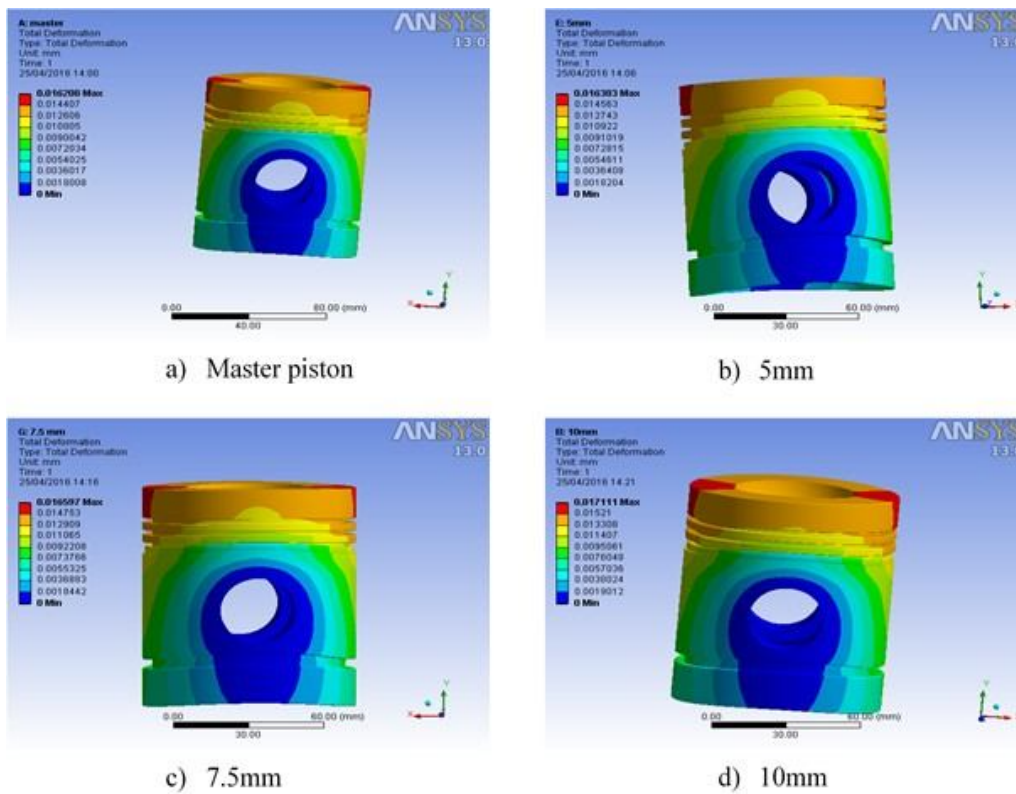 A: master
Total Deformation
Type: Total Deformation
Unit: mm
Time: 1
25/04/2016 14:00
0.016208 Max
0.014407
0.012606
0.010805
0.0090042
0.0072034
0.0054025
0.0036017
0.0018008
0 Min
ANSYS
13.0
Y
X
0.00
80.00 (mm)
40.00
a) Master piston
E: 5mm
Total Deformation
Type: Total Deformation
Unit: mm
Time: 1
25/04/2016 14:06
0.016383 Max
0.014563
0.012743
0.010922
0.0091019
0.0072815
0.0054611
0.0036408
0.0018204
0 Min
ANSYS
13.0
Y
0.00
60.00 (mm)
30.00
b) 5mm
G: 7.5 mm
Total Deformation
Type: Total Deformation
Unit: mm
Time: 1
25/04/2016 14:16
0.016597 Max
0.014753
0.012909
0.011065
0.0092208
0.0073766
0.0055325
0.0036883
0.0018442
0 Min
ANSYS
13.0
Y
X
0.00
60.00 (mm)
30.00
c) 7.5mm
B: 10mm
Total Deformation
Type: Total Deformation
Unit: mm
Time: 1
25/04/2016 14:21
0.017111 Max
0.01521
0.013308
0.011407
0.0095061
0.0076049
0.0057036
0.0038024
0.0019012
0 Min
ANSYS
13.0
Y
0.00
60.00 (mm)
30.00
d) 10mm